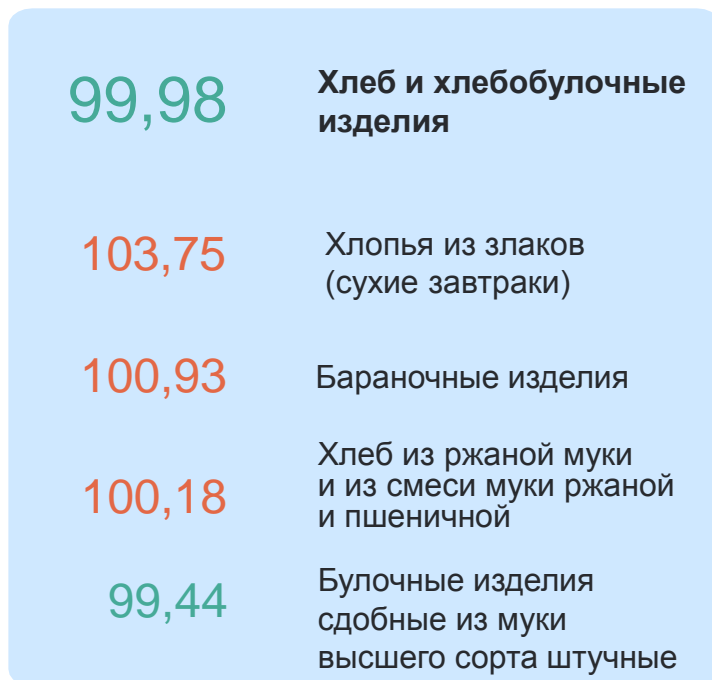 99,98 Хлеб и хлебобулочные
изделия
103,75 Хлопья из злаков
(сухие завтраки)
100,93 Бараночные изделия
100,18 Хлеб из ржаной муки
и из смеси муки ржаной
и пшеничной
99,44 Булочные изделия
сдобные из муки
высшего сорта штучные